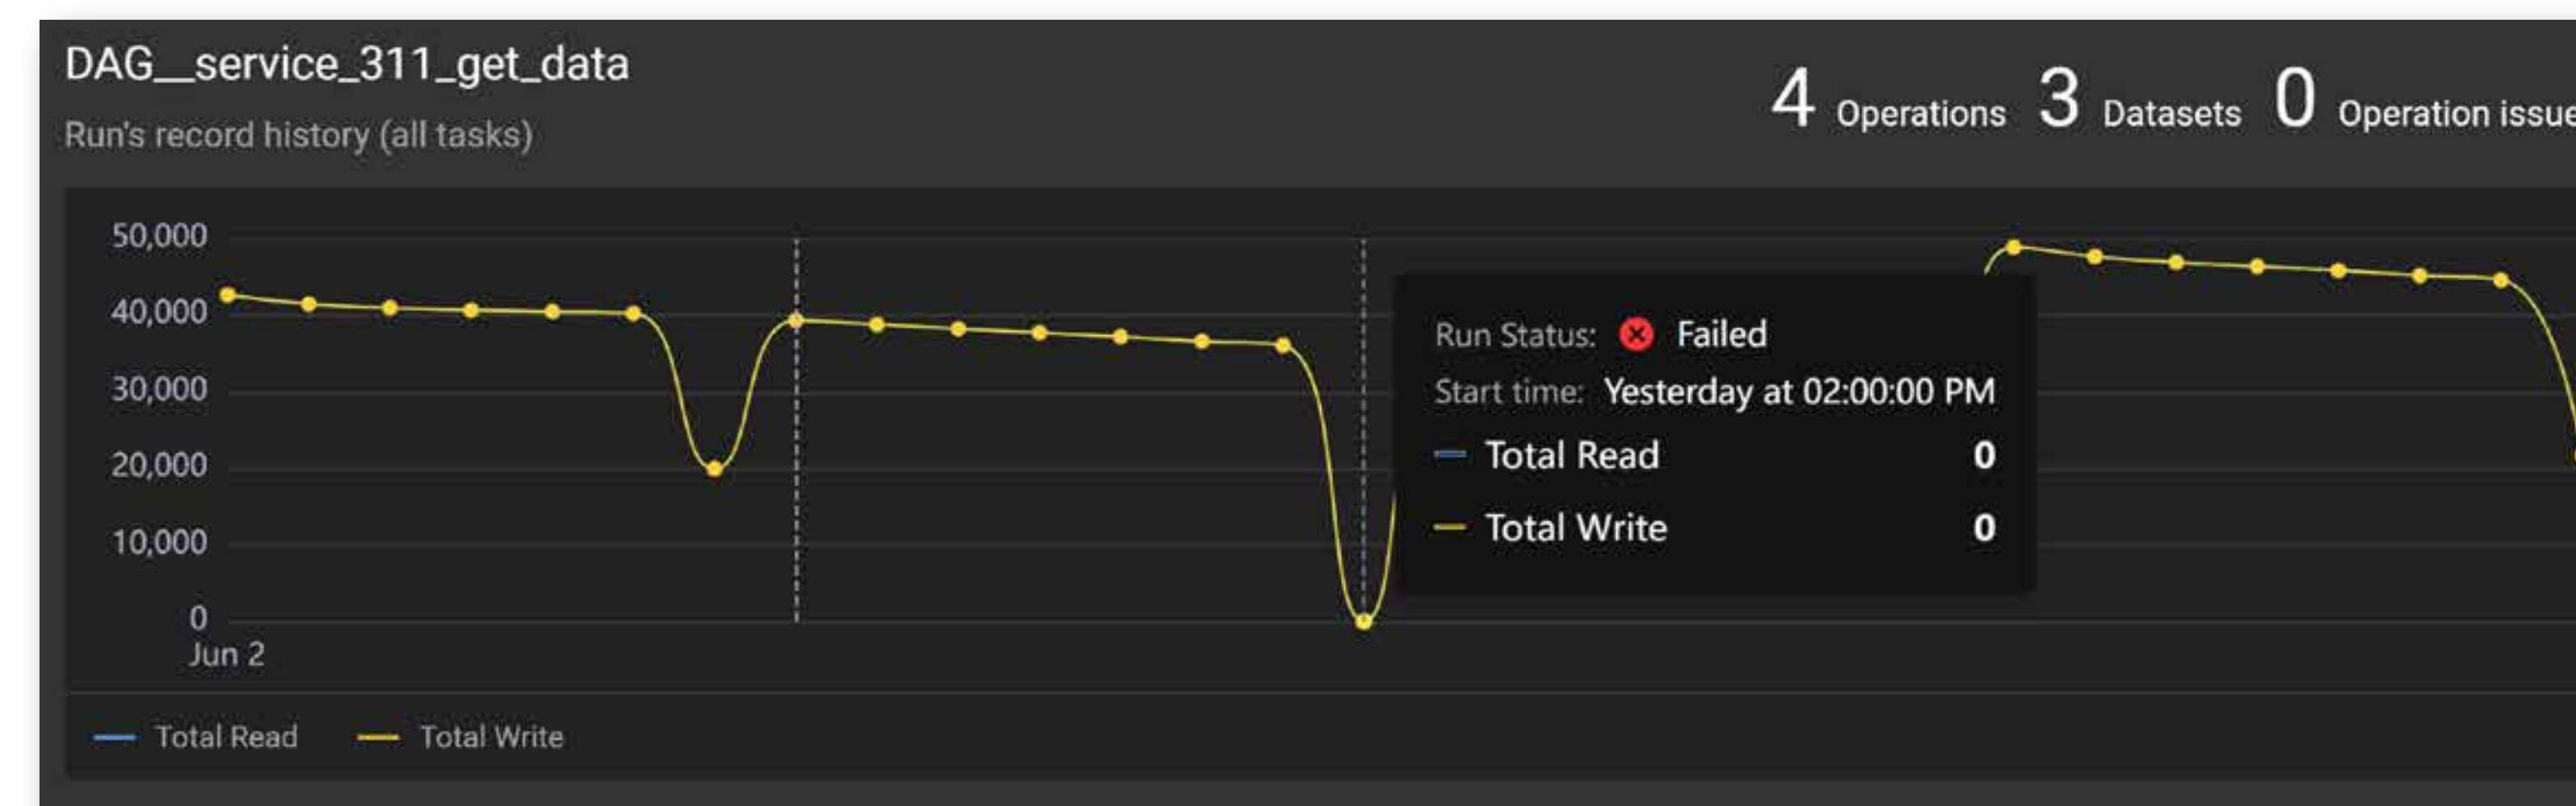 DAG__service_311_get_data
4 Operations 3 Datasets 0 Operation issue
Run's record history (all tasks)
50,000
40,000
30,000
20,000
10,000
0
Jun 2
Run Status: Failed
Start time: Yesterday at 02:00:00 PM
Total Read 0
Total Write 0
Total Read Total Write